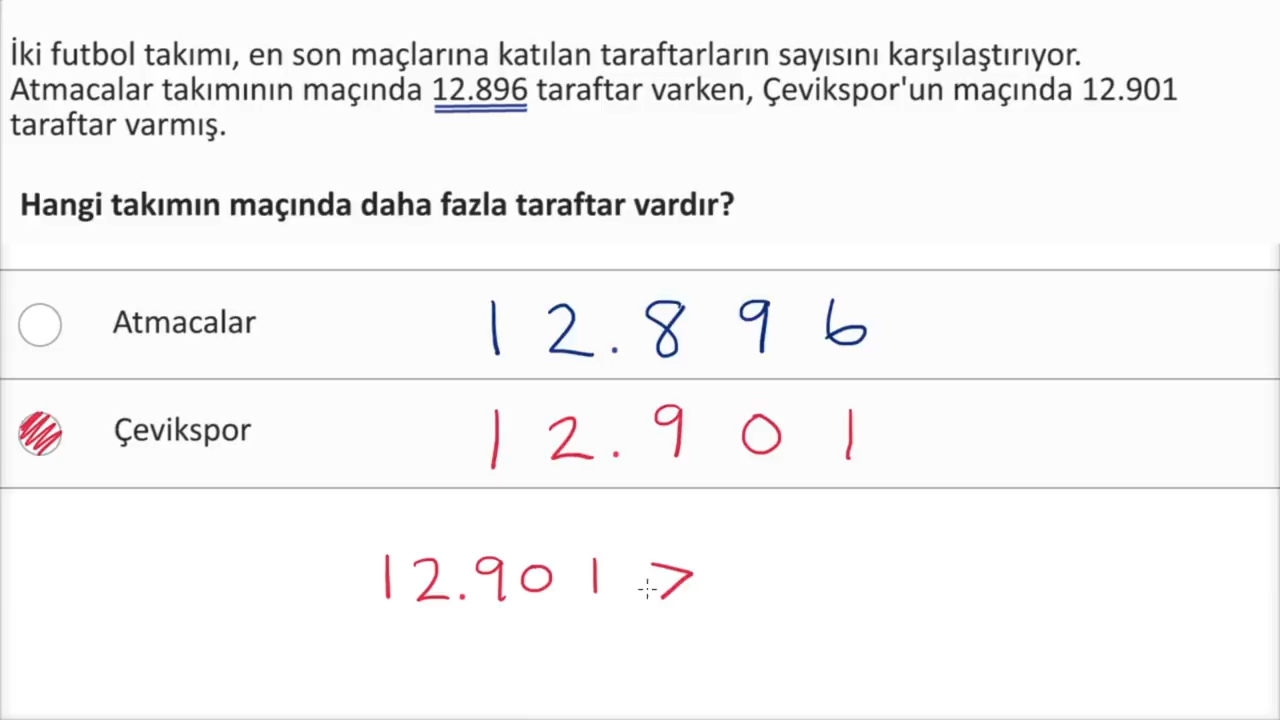 İki futbol takımı, en son maçlarına katılan taraftarların sayısını karşılaştırıyor.
Atmacalar takımının maçında 12.896 taraftar varken, Çevikspor'un maçında 12.901
taraftar varmış.
Hangi takımın maçında daha fazla taraftar vardır?
Atmacalar 12.896
Çevikspor 12.901
12.901 >